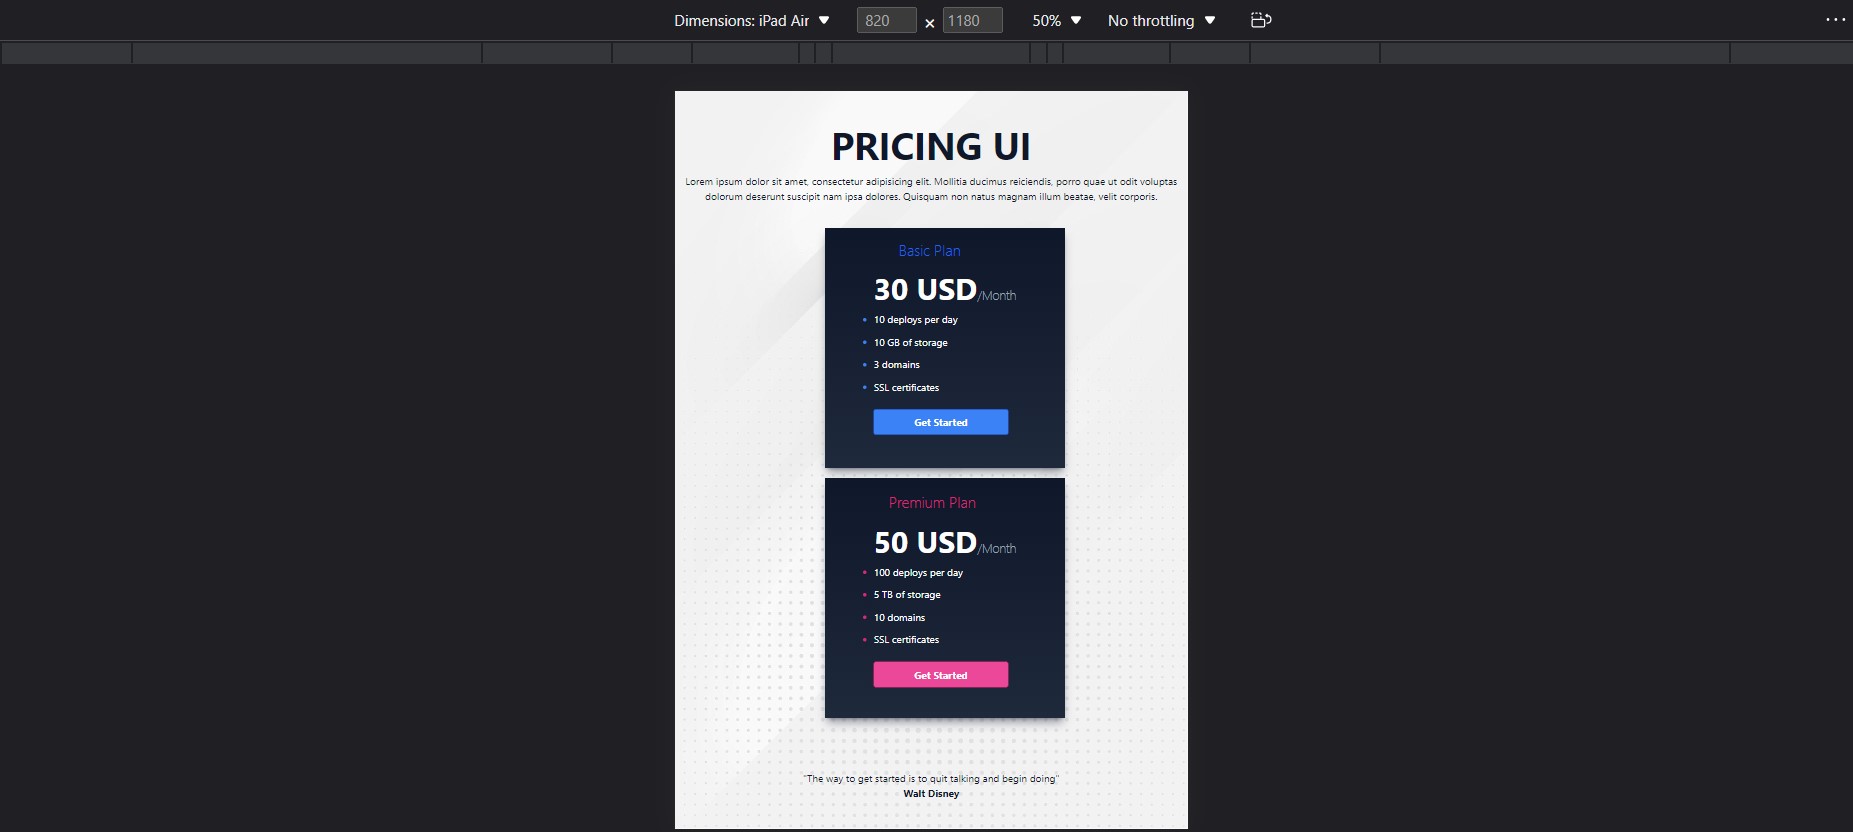 Dimensions: iPad Air 820 × 1180 50% No throttling
PRICING UI
Lorem ipsum dolor sit amet, consectetur adipisicing elit. Mollitia ducimus reiciendis, porro quae ut odit voluptas
dolorum deserunt suscipit nam ipsa dolores. Quisquam non natus magnam illum beatae, velit corporis.
Basic Plan
30 USD/Month
10 deploys per day
10 GB of storage
3 domains
SSL certificates
Get Started
Premium Plan
50 USD/Month
100 deploys per day
5 TB of storage
10 domains
SSL certificates
Get Started
"The way to get started is to quit talking and begin doing"
Walt Disney